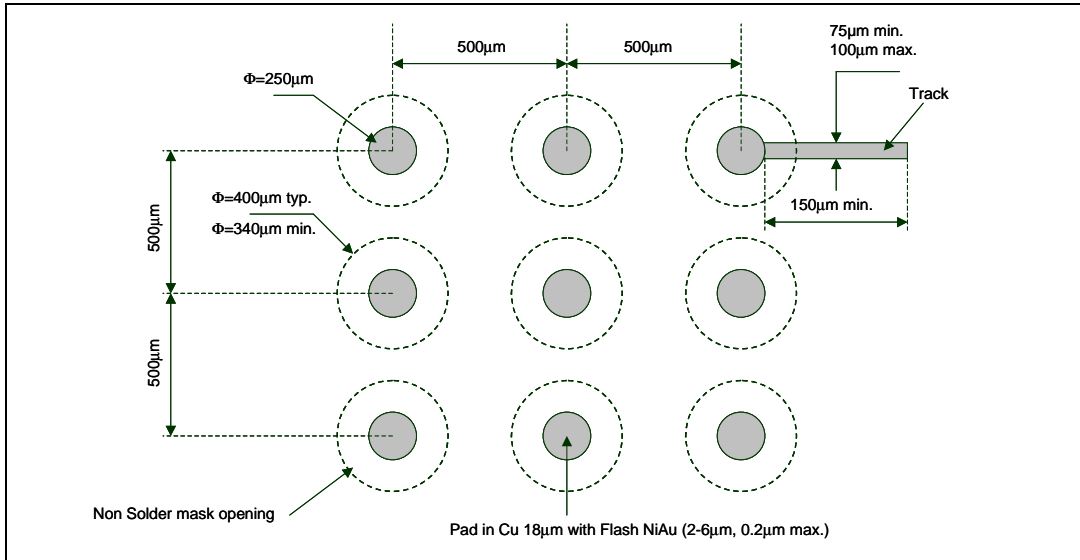 75µm min.
100µm max.
500µm
500µm
Φ=250µm
Track
Φ=400µm typ.
Φ=340µm min.
150µm min.
500µm
500µm
Non Solder mask opening
Pad in Cu 18µm with Flash NiAu (2-6µm, 0.2µm max.)